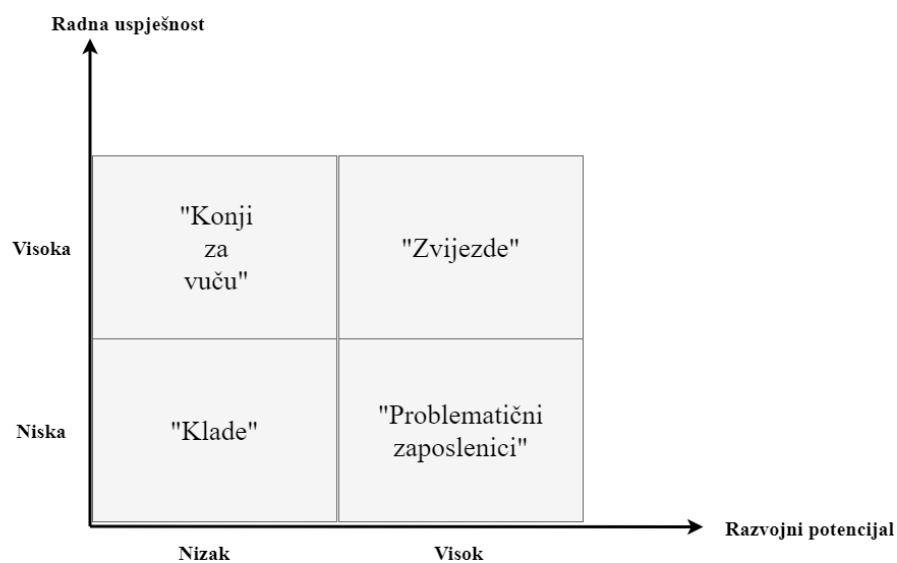 Radna uspješnost
"Konji
za
vuču"
Visoka
"Zvijezde"
"Problematični
zaposlenici"
Niska
"Klade"
Razvojni potencijal
Nizak
Visok